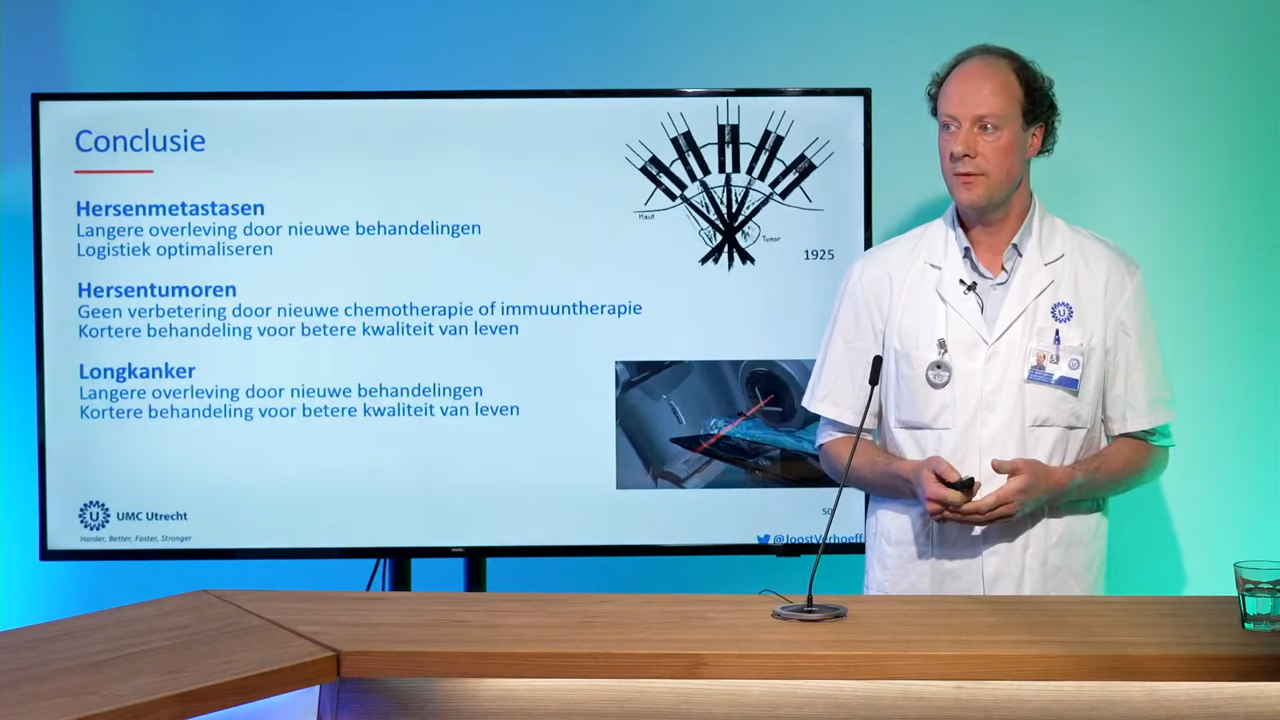 Conclusie
Hersenmetastasen
Langere overleving door nieuwe behandelingen
Logistiek optimaliseren
Hersentumoren
Geen verbetering door nieuwe chemotherapie of immuuntherapie
Kortere behandeling voor betere kwaliteit van leven
Longkanker
Langere overleving door nieuwe behandelingen
Kortere behandeling voor betere kwaliteit van leven
Haut
Tumor
1925
U UMC Utrecht
Harder, Better, Faster, Stronger
50
@JoostVerhoeff
U